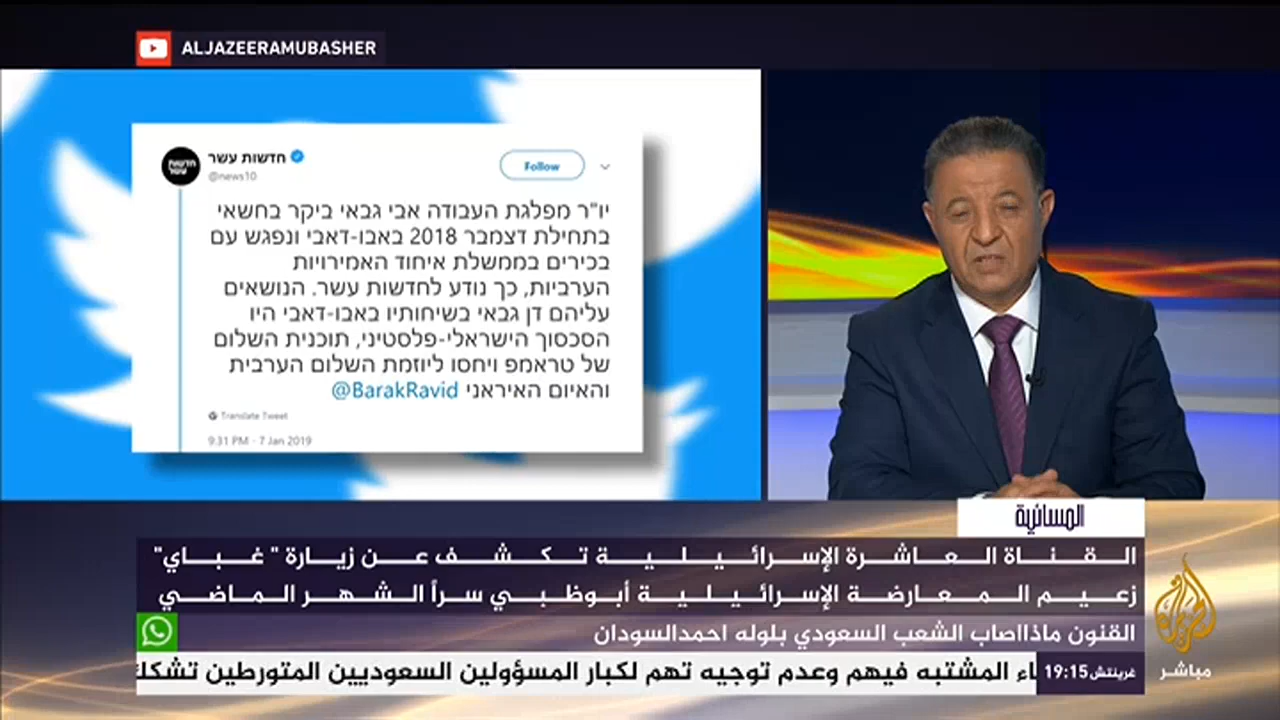 ALJAZEERAMUBASHER
חדשות עשר
@news10
Follow
יו"ר מפלגת העבודה אבי גבאי ביקר בחשאי
בתחילת דצמבר 2018 באבו-דאבי ונפגש עם
בכירים בממשלת איחוד האמירויות
הערביות, כך נודע לחדשות עשר. הנושאים
עליהם דן גבאי בשיחותיו באבו-דאבי היו
הסכסוך הישראלי-פלסטיני, תוכנית השלום
של טראמפ ויחסו ליוזמת השלום הערבית
והאיום האיראני @BarakRavid
Translate Tweet
9:31 PM - 7 Jan 2019
المسائية
القناة العاشرة الإسرائيلية تكشف عن زيارة "غباي"
زعيم المعارضة الإسرائيلية أبوظبي سراً الشهر الماضي
القنون ماذااصاب الشعب السعودي بلوله احمدالسودان
غرينتش 19:15
اء المشتبه فيهم وعدم توجيه تهم لكبار المسؤولين السعوديين المتورطين تشكك
الجزيرة
مباشر